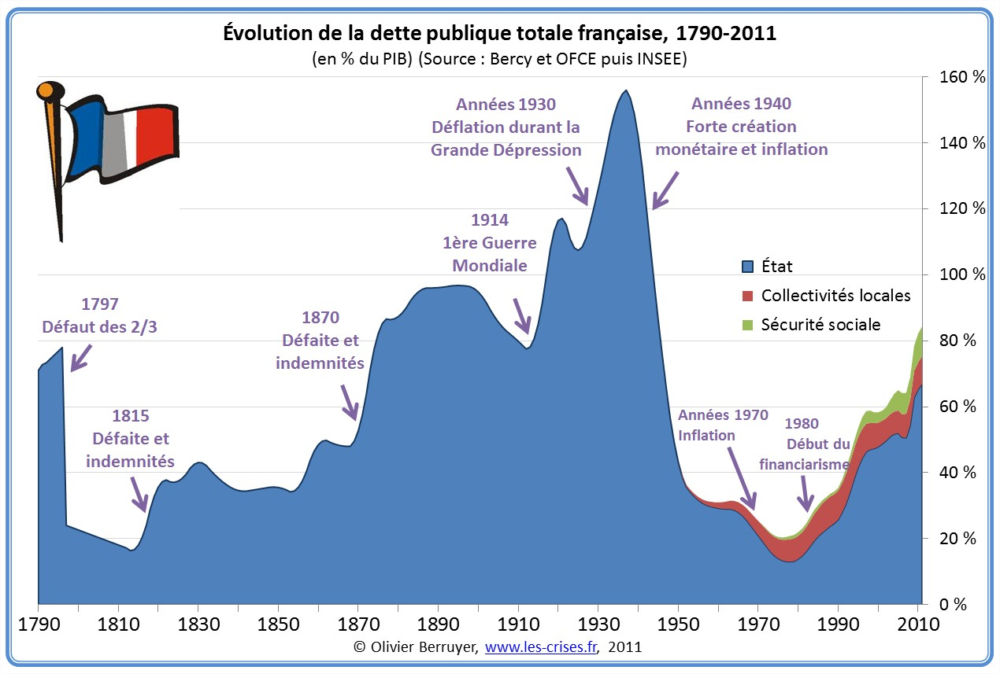 Évolution de la dette publique totale française, 1790-2011
(en % du PIB) (Source : Bercy et OFCE puis INSEE)
160 %
140 %
120 %
100 %
80 %
60 %
40 %
20 %
0 %
Années 1930
Déflation durant la
Grande Dépression
Années 1940
Forte création
monétaire et inflation
1914
1ère Guerre
Mondiale
État
Collectivités locales
Sécurité sociale
1797
Défaut des 2/3
1870
Défaite et
indemnités
1815
Défaite et
indemnités
Années 1970
Inflation
1980
Début du
financiarisme
1790
1810
1830
1850
1870
1890
1910
1930
1950
1970
1990
2010
© Olivier Berruyer, www.les-crises.fr, 2011